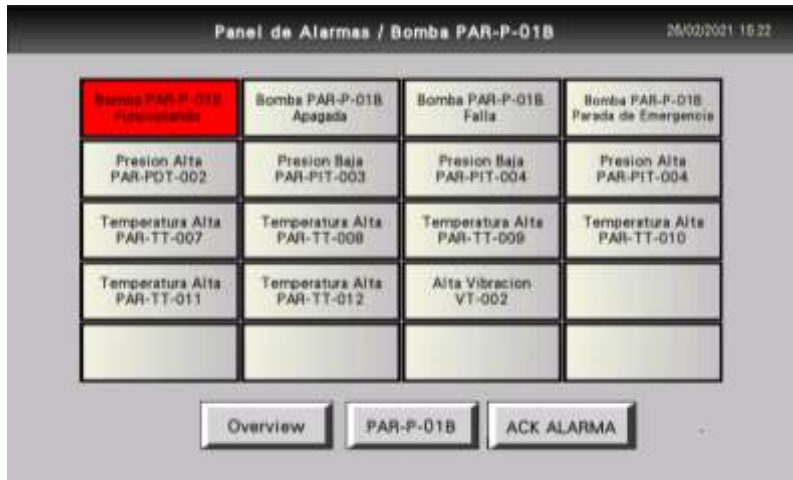 Panel de Alarmas / Bomba PAR-P-01B
26/02/2021 15:22
Bomba PAR-P-01B
Funcionando
Bomba PAR-P-01B
Apagada
Bomba PAR-P-01B
Falla
Bomba PAR-P-01B
Parada de Emergencia
Presion Alta
PAR-PDT-002
Presion Baja
PAR-PIT-003
Presion Baja
PAR-PIT-004
Presion Alta
PAR-PIT-004
Temperatura Alta
PAR-TT-007
Temperatura Alta
PAR-TT-008
Temperatura Alta
PAR-TT-009
Temperatura Alta
PAR-TT-010
Temperatura Alta
PAR-TT-011
Temperatura Alta
PAR-TT-012
Alta Vibracion
VT-002
Overview
PAR-P-01B
ACK ALARMA